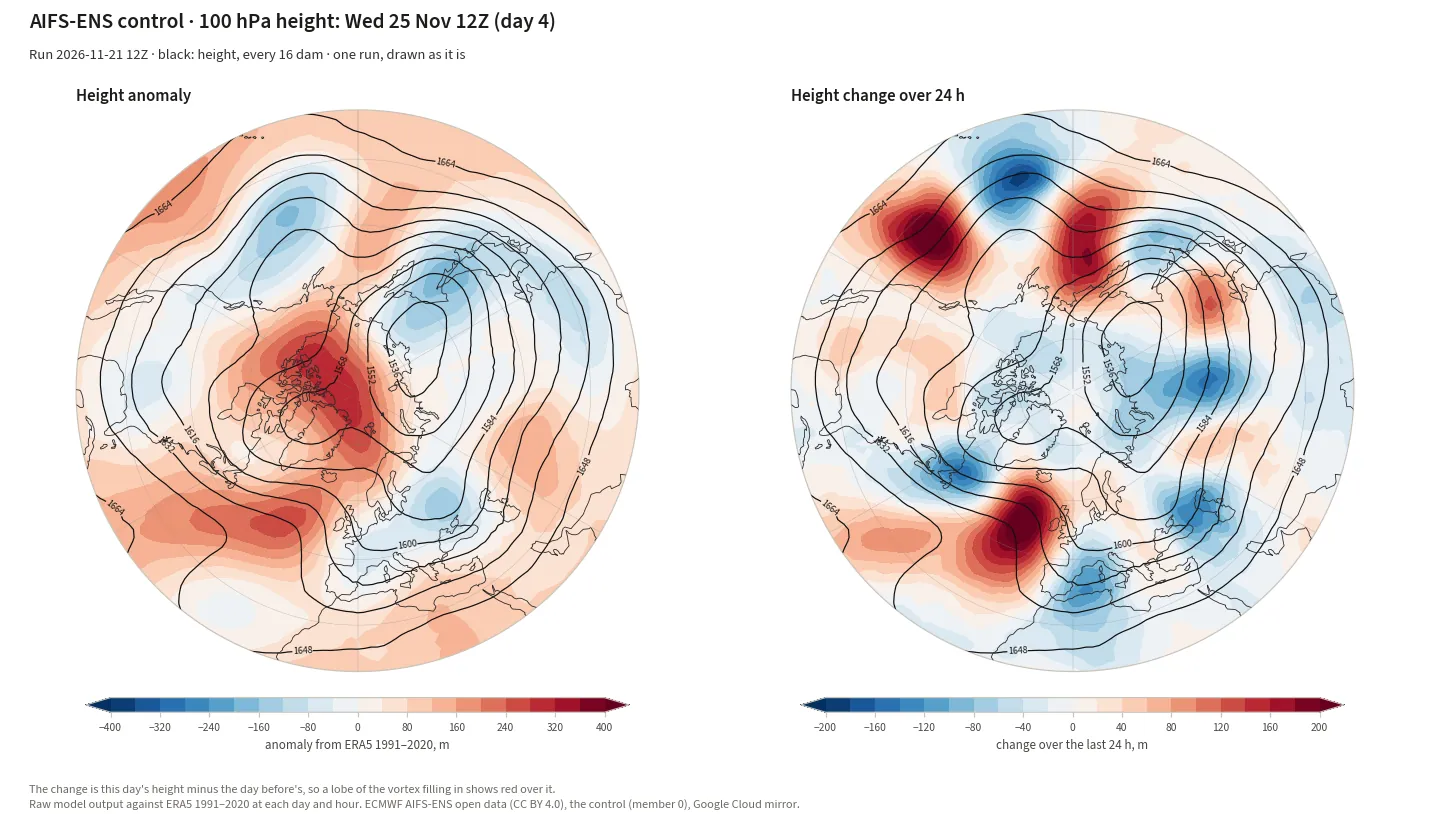 AIFS-ENS control · 100 hPa height: Wed 25 Nov 12Z (day 4)
Run 2026-11-21 12Z · black: height, every 16 dam · one run, drawn as it is
Height anomaly
Height change over 24 h
1664
1664
1568
1552
1536
1584
1616
1632
1648
1664
1600
1648
1664
1664
1568
1552
1536
1584
1616
1632
1648
1664
1600
1648
−400 −320 −240 −160 −80 0 80 160 240 320 400
anomaly from ERA5 1991–2020, m
−200 −160 −120 −80 −40 0 40 80 120 160 200
change over the last 24 h, m
The change is this day's height minus the day before's, so a lobe of the vortex filling in shows red over it.
Raw model output against ERA5 1991–2020 at each day and hour. ECMWF AIFS-ENS open data (CC BY 4.0), the control (member 0), Google Cloud mirror.